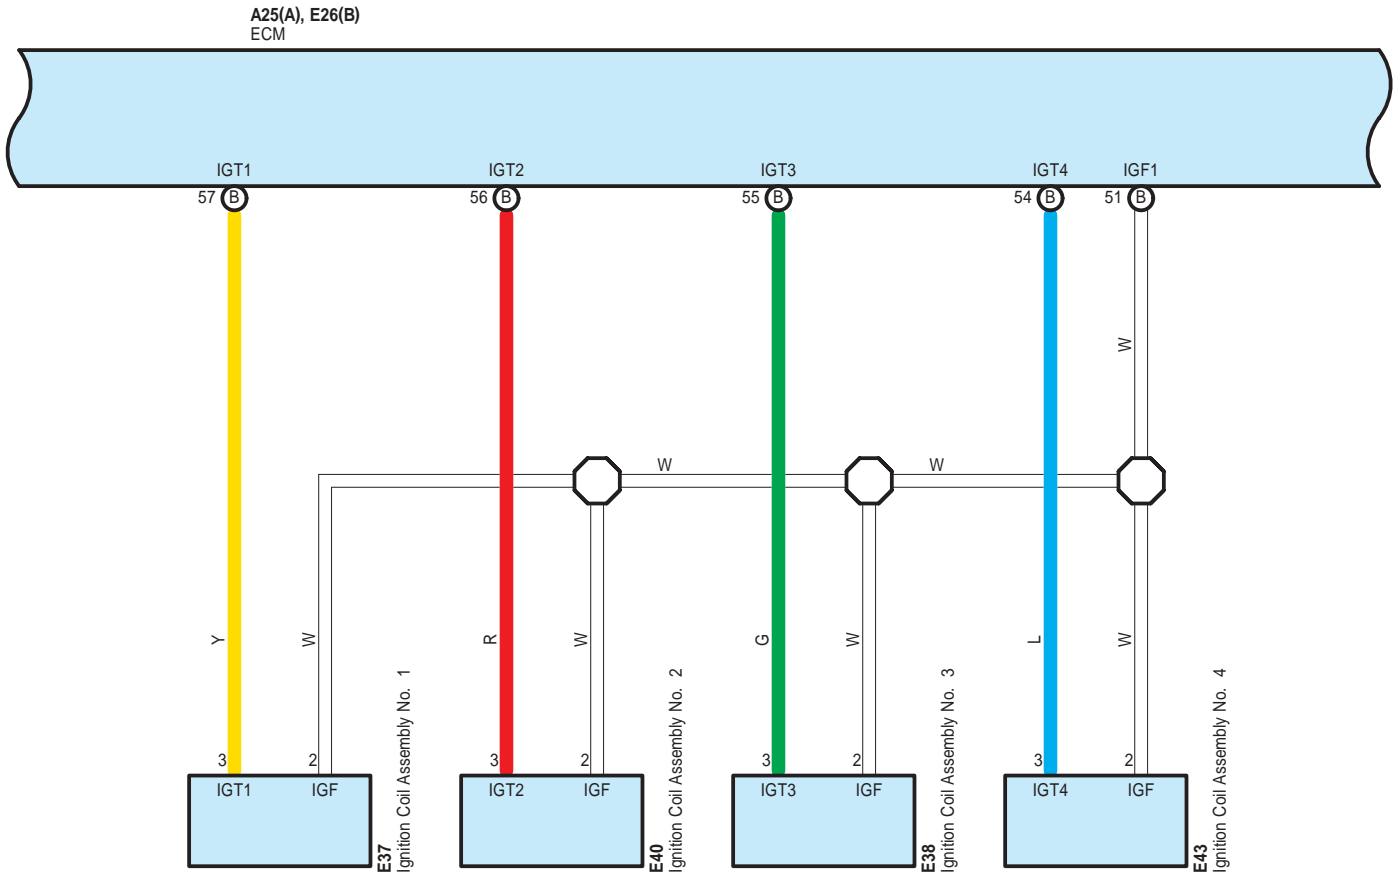 A25(A), E26(B)
ECM
IGT1
IGT2
IGT3
IGT4
IGF1
57 B
56 B
55 B
54 B
51 B
W
W
W
Y
W
R
W
G
W
L
W
3
2
3
2
3
2
3
2
IGT1
IGF
IGT2
IGF
IGT3
IGF
IGT4
IGF
E37
Ignition Coil Assembly No. 1
E40
Ignition Coil Assembly No. 2
E38
Ignition Coil Assembly No. 3
E43
Ignition Coil Assembly No. 4